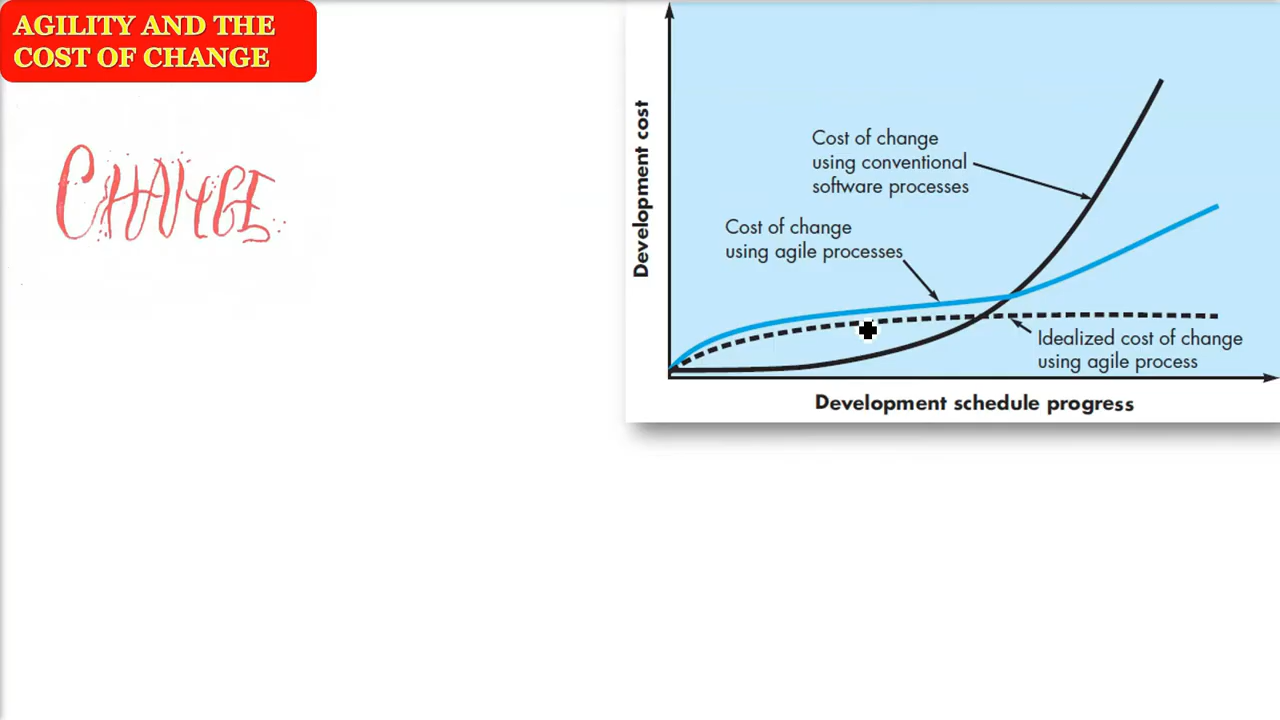 AGILITY AND THE
COST OF CHANGE
CHANGE
Development cost
Cost of change
using conventional
software processes
Cost of change
using agile processes
Idealized cost of change
using agile process
Development schedule progress